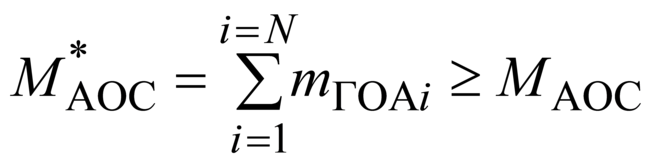 M*АОС = ∑ i=1 i=N mГОАi ≥ MАОС